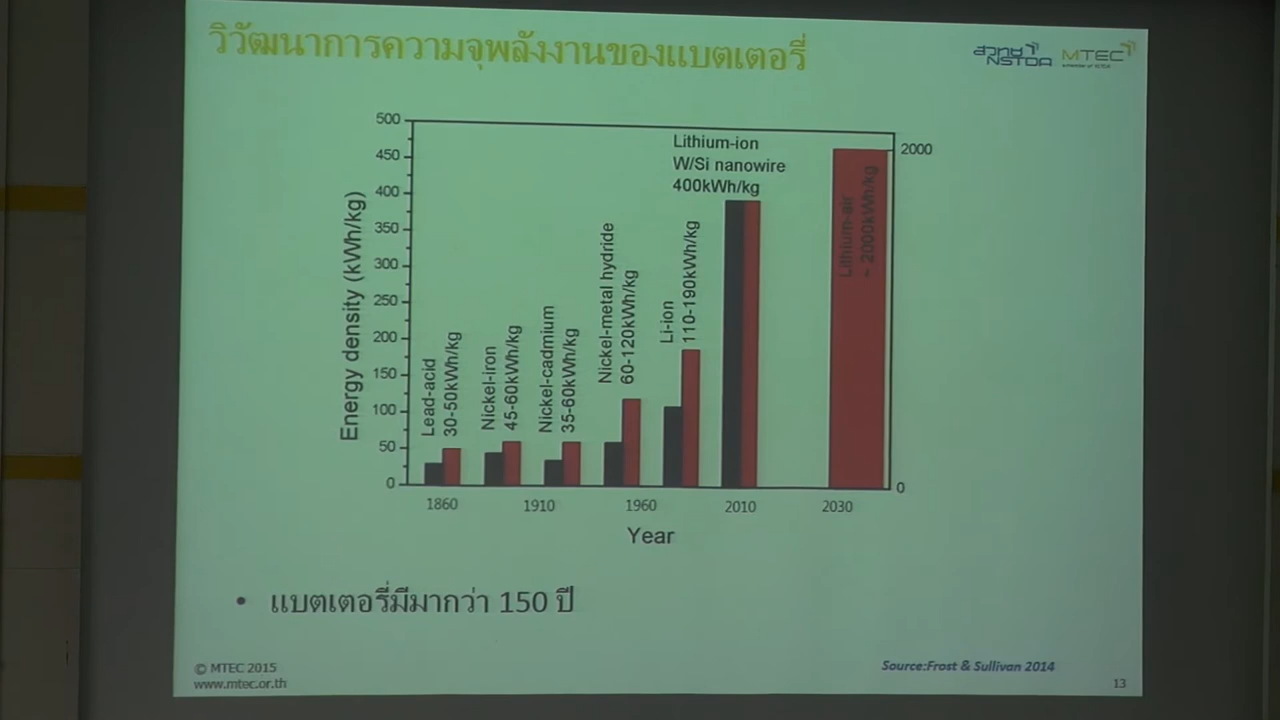 วิวัฒนาการความจุพลังงานของแบตเตอรี่
สวทช
NSTDA
MTEC
500
450
400
350
300
250
200
150
100
50
0
Energy density (kWh/kg)
Lead-acid
30-50kWh/kg
Nickel-iron
45-60kWh/kg
Nickel-cadmium
35-60kWh/kg
Nickel-metal hydride
60-120kWh/kg
Li-ion
110-190kWh/kg
Lithium-ion
W/Si nanowire
400kWh/kg
Lithium-air
~ 2000kWh/kg
2000
0
1860 1910 1960 2010 2030
Year
• แบตเตอรี่มีมากว่า 150 ปี
© MTEC 2015
www.mtec.or.th
Source:Frost & Sullivan 2014
13